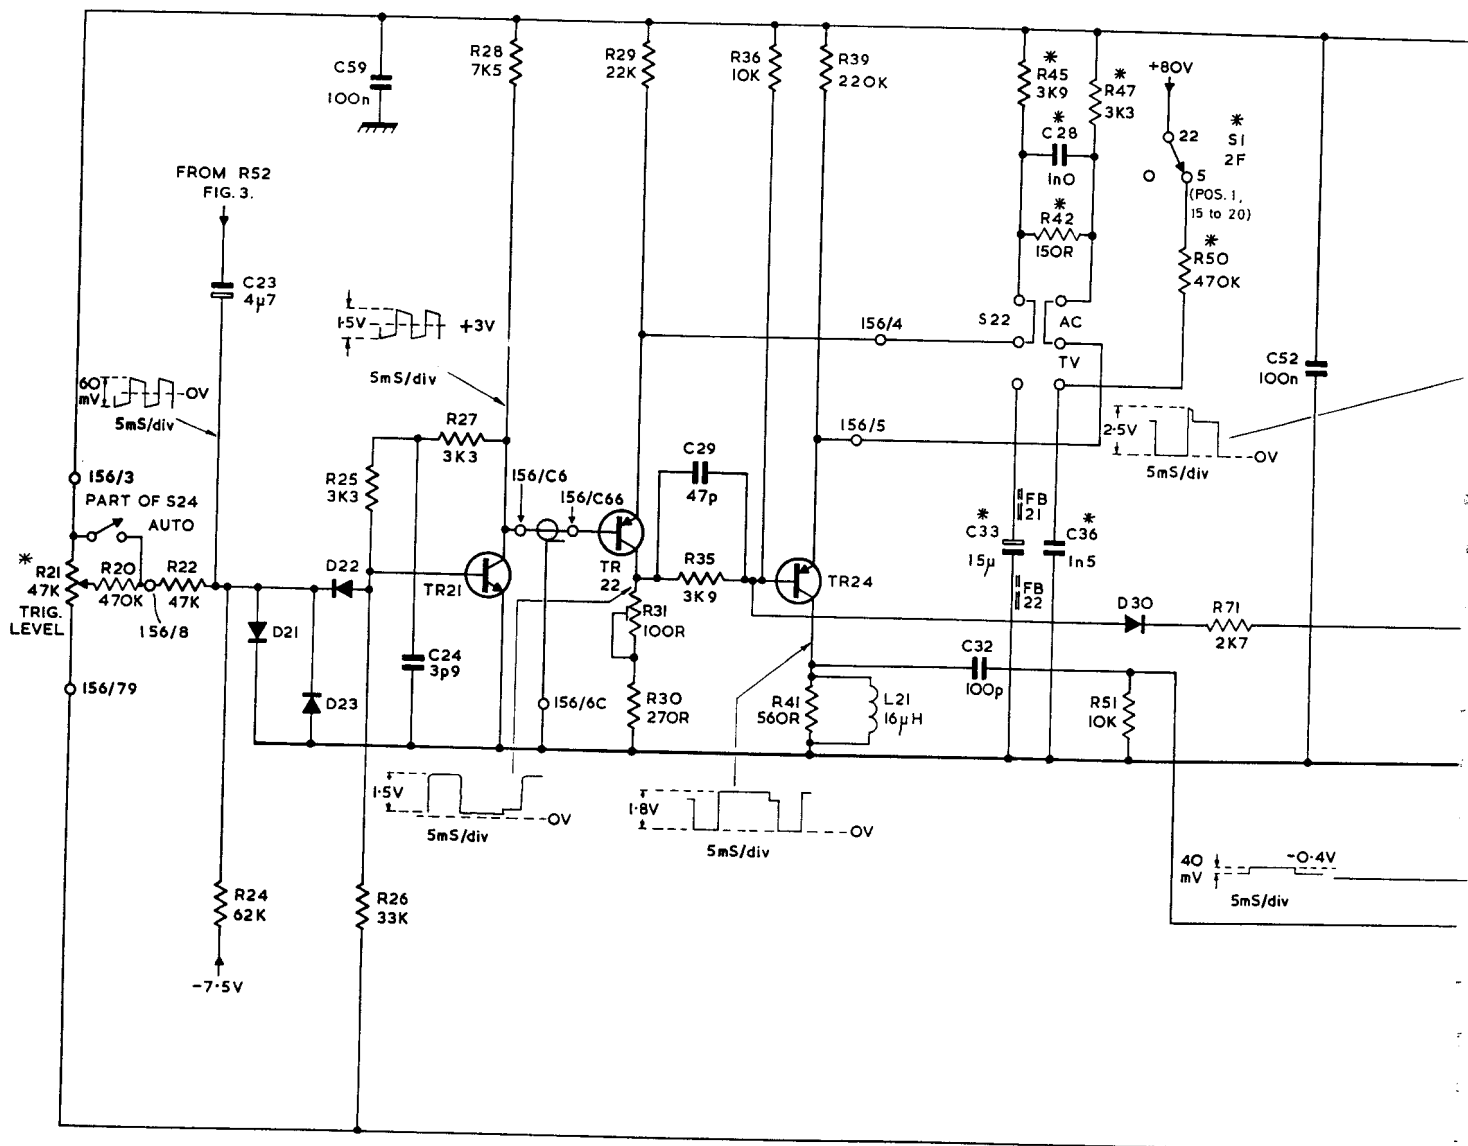 R28
7K5
R29
22K
R36
10K
R39
220K
C59
100n
*
R45
3K9
*
R47
3K3
+80V
*
C28
1n0
22
*
S1
2F
5
(POS. 1,
15 to 20)
FROM R52
FIG. 3.
*
R42
150R
*
R50
470K
C23
4µ7
1·5V
+3V
5mS/div
S22
AC
TV
156/4
C52
100n
60
mV
0V
5mS/div
R27
3K3
2·5V
0V
5mS/div
156/5
C29
47p
156/3
PART OF S24
AUTO
R25
3K3
156/C6
156/C66
FB
21
*
C33
15µ
*
C36
1n5
*
R21
47K
TRIG.
LEVEL
R20
470K
R22
47K
156/8
D22
TR21
TR
22
R35
3K9
TR24
FB
22
D30
R71
2K7
D21
R31
100R
C24
3p9
C32
100p
156/79
D23
156/6C
R30
270R
R41
560R
L21
16µH
R51
10K
1·5V
0V
5mS/div
1·8V
0V
5mS/div
40
mV
-0·4V
5mS/div
R24
62K
R26
33K
-7·5V